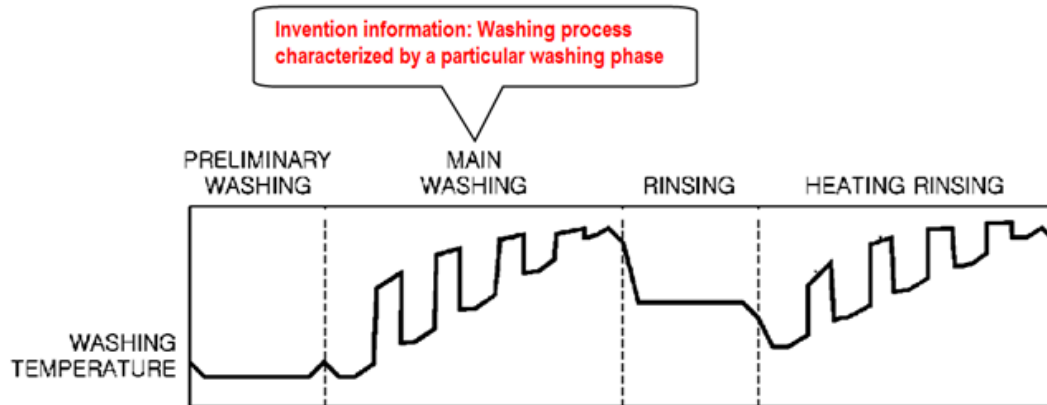 Invention information: Washing process
characterized by a particular washing phase
PRELIMINARY
WASHING
MAIN
WASHING
RINSING
HEATING RINSING
WASHING
TEMPERATURE